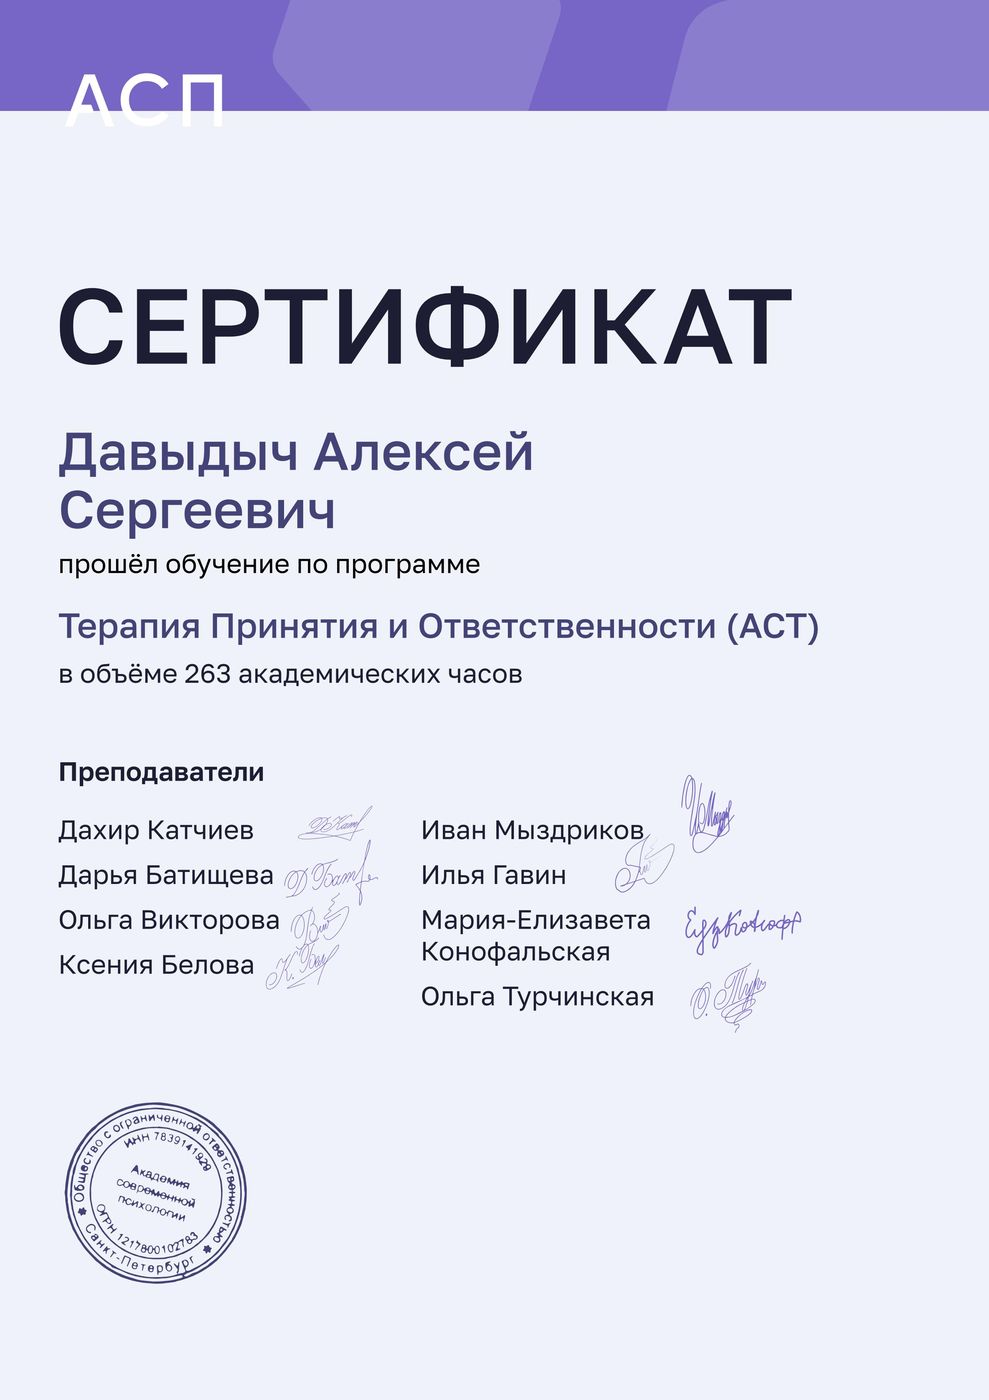 АСП
СЕРТИФИКАТ
Давыдыч Алексей
Сергеевич
прошёл обучение по программе
Терапия Принятия и Ответственности (АСТ)
в объёме 263 академических часов
Преподаватели
Дахир Катчиев
Дарья Батищева
Ольга Викторова
Ксения Белова
Иван Мыздриков
Илья Гавин
Мария-Елизавета
Конофальская
Ольга Турчинская
Общество с ограниченной ответственностью
ИНН 7839141929
Академия
современной
психологии
ОГРН 1217800102783
Санкт-Петербург